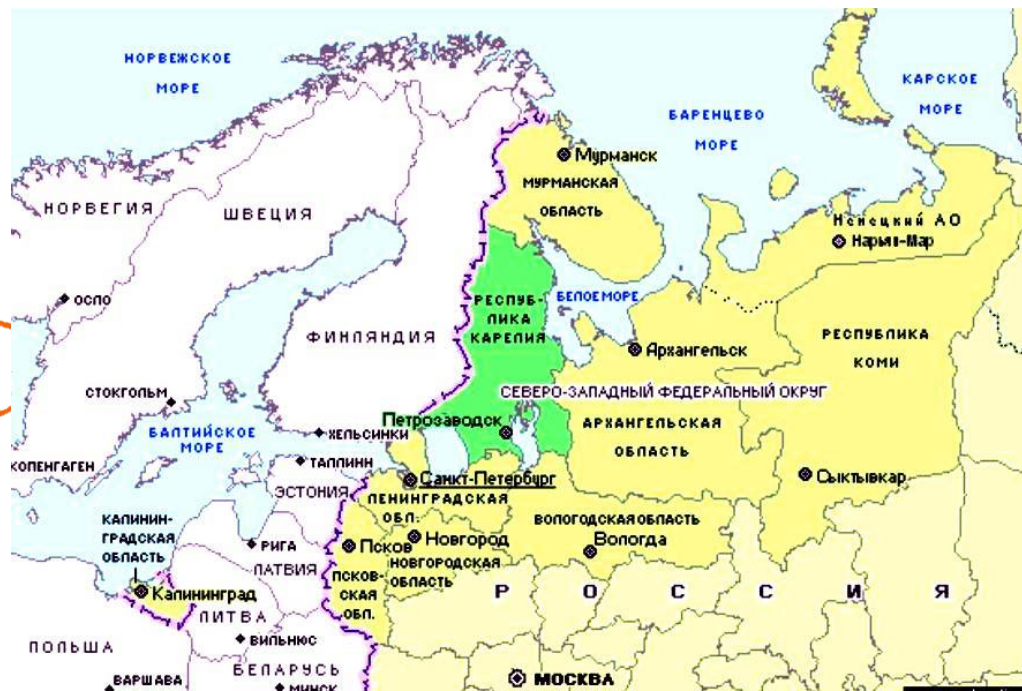 НОРВЕЖСКОЕ
МОРЕ
КАРСКОЕ
МОРЕ
БАРЕНЦЕВО
МОРЕ
Мурманск
МУРМАНСКАЯ
ОБЛАСТЬ
НОРВЕГИЯ
ШВЕЦИЯ
Ненецкий АО
Нарьян-Мар
ОСЛО
РЕСПУБ-
ЛИКА
КАРЕЛИЯ
БЕЛОЕ МОРЕ
ФИНЛЯНДИЯ
Архангельск
РЕСПУБЛИКА
КОМИ
СЕВЕРО-ЗАПАДНЫЙ ФЕДЕРАЛЬНЫЙ ОКРУГ
СТОКГОЛЬМ
Петрозаводск
АРХАНГЕЛЬСКАЯ
ОБЛАСТЬ
БАЛТИЙСКОЕ
МОРЕ
ХЕЛЬСИНКИ
КОПЕНГАГЕН
ТАЛЛИНН
Санкт-Петербург
Сыктывкар
ЭСТОНИЯ
ЛЕНИНГРАДСКАЯ
ОБЛ.
КАЛИНИН-
ГРАДСКАЯ
ОБЛАСТЬ
ВОЛОГОДСКАЯ ОБЛАСТЬ
Вологда
РИГА
Псков
Новгород
ЛАТВИЯ
НОВГОРОДСКАЯ
ОБЛАСТЬ
ПСКОВ-
СКАЯ
ОБЛ.
Калининград
РОССИЯ
ЛИТВА
ВИЛЬНЮС
ПОЛЬША
БЕЛАРУСЬ
ВАРШАВА
МИНСК
МОСКВА